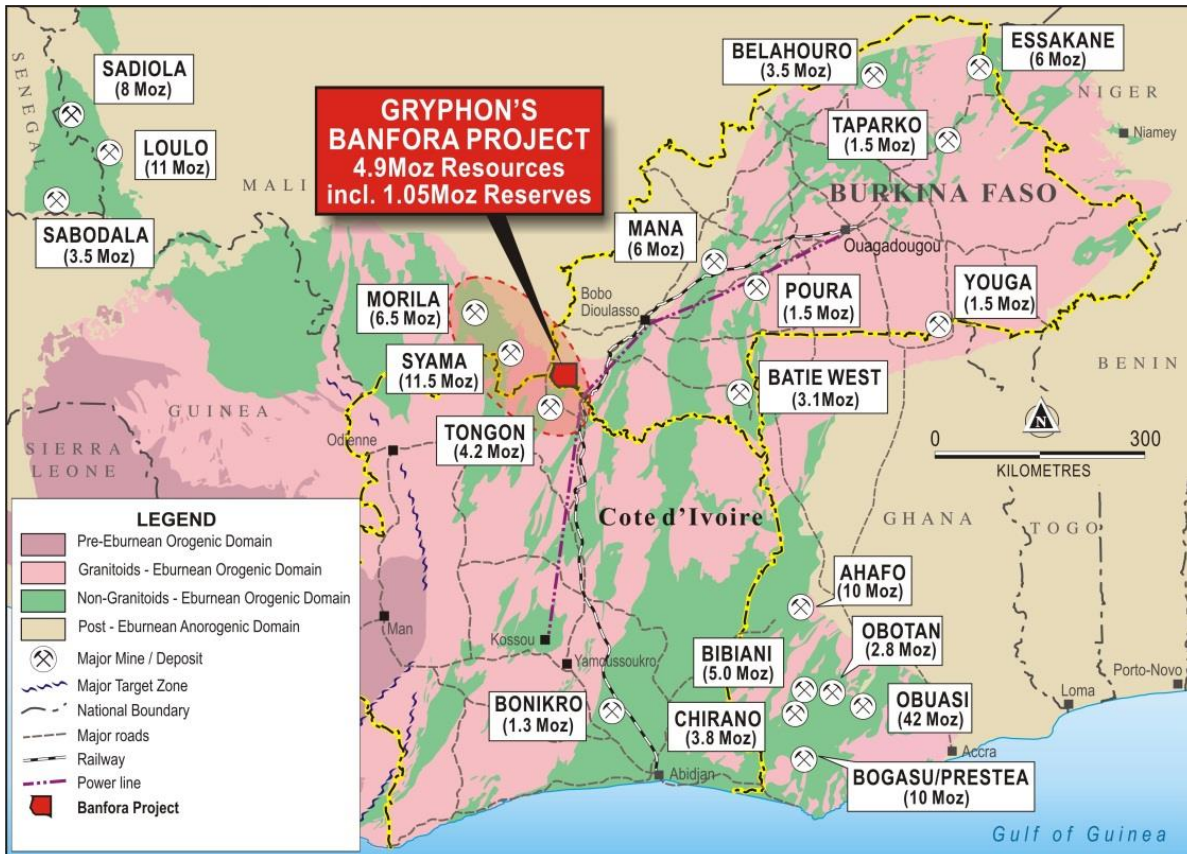 SENEGAL
SADIOLA
(8 Moz)
LOULO
(11 Moz)
SABODALA
(3.5 Moz)
MALI
GRYPHON'S
BANFORA PROJECT
4.9Moz Resources
incl. 1.05Moz Reserves
BELAHOURO
(3.5 Moz)
ESSAKANE
(6 Moz)
NIGER
Niamey
TAPARKO
(1.5 Moz)
BURKINA FASO
MANA
(6 Moz)
Ouagadougou
Bobo
Dioulasso
POURA
(1.5 Moz)
YOUGA
(1.5 Moz)
MORILA
(6.5 Moz)
SYAMA
(11.5 Moz)
BATIE WEST
(3.1Moz)
BENIN
GUINEA
SIERRA
LEONE
Odienne
TONGON
(4.2 Moz)
N
0
300
KILOMETRES
Cote d'Ivoire
GHANA
TOGO
LEGEND
Pre-Eburnean Orogenic Domain
Granitoids - Eburnean Orogenic Domain
Non-Granitoids - Eburnean Orogenic Domain
Post - Eburnean Anorogenic Domain
Major Mine / Deposit
Major Target Zone
National Boundary
Major roads
Railway
Power line
Banfora Project
Man
Kossou
Yamoussoukro
BONIKRO
(1.3 Moz)
Abidjan
AHAFO
(10 Moz)
OBOTAN
(2.8 Moz)
BIBIANI
(5.0 Moz)
OBUASI
(42 Moz)
CHIRANO
(3.8 Moz)
BOGASU/PRESTEA
(10 Moz)
Accra
Loma
Porto-Novo
Gulf of Guinea